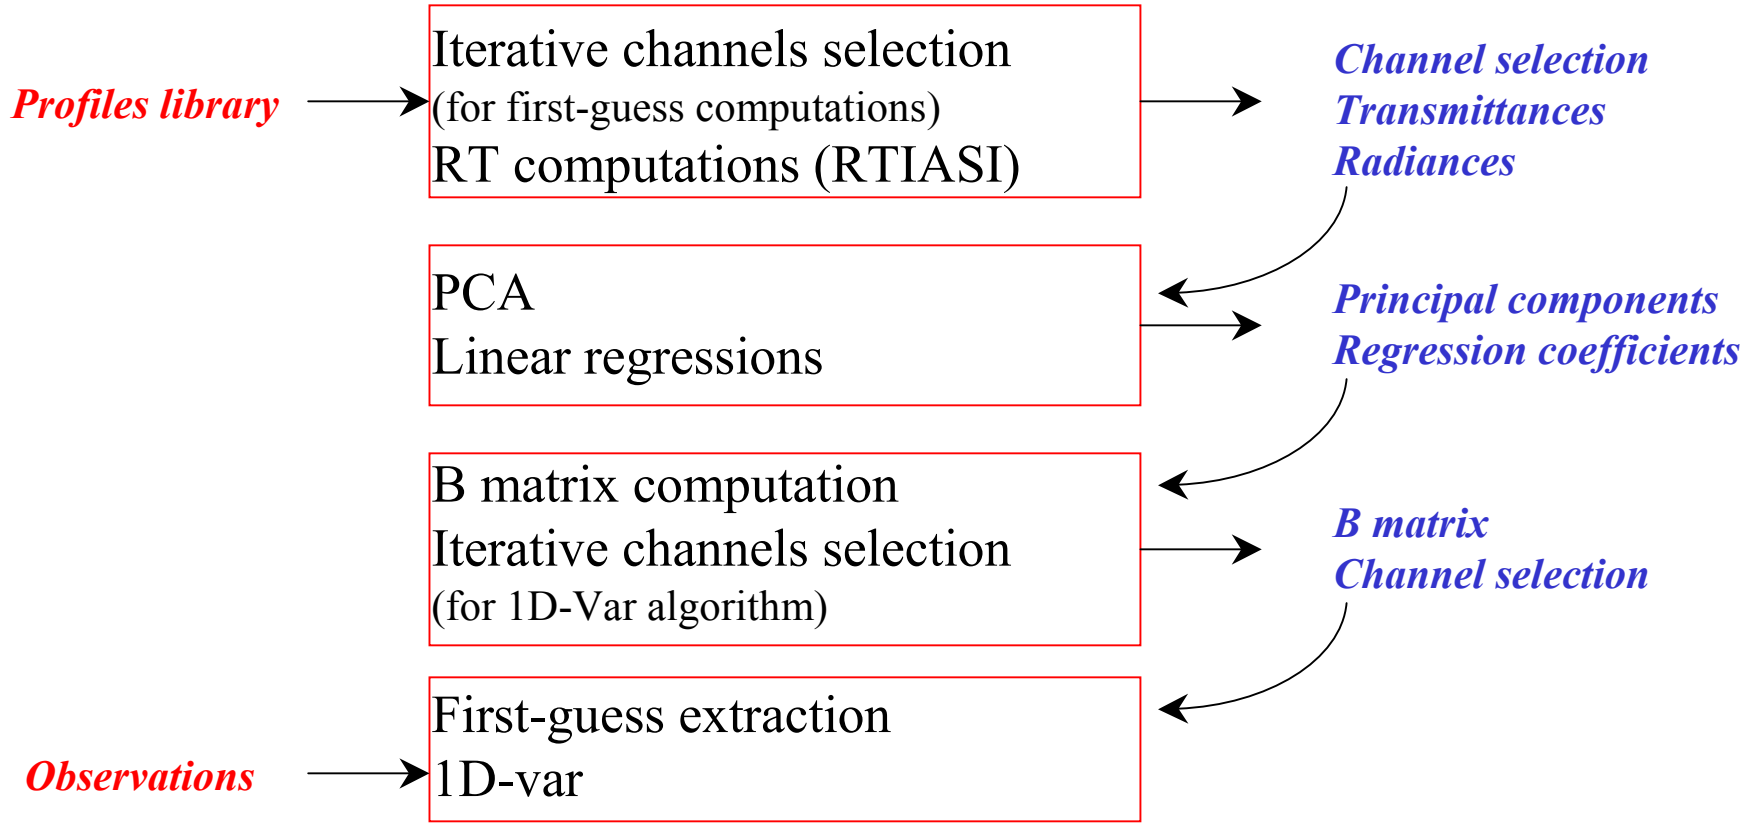 Profiles library
Iterative channels selection
(for first-guess computations)
RT computations (RTIASI)
Channel selection
Transmittances
Radiances
PCA
Linear regressions
Principal components
Regression coefficients
B matrix computation
Iterative channels selection
(for 1D-Var algorithm)
B matrix
Channel selection
Observations
First-guess extraction
1D-var